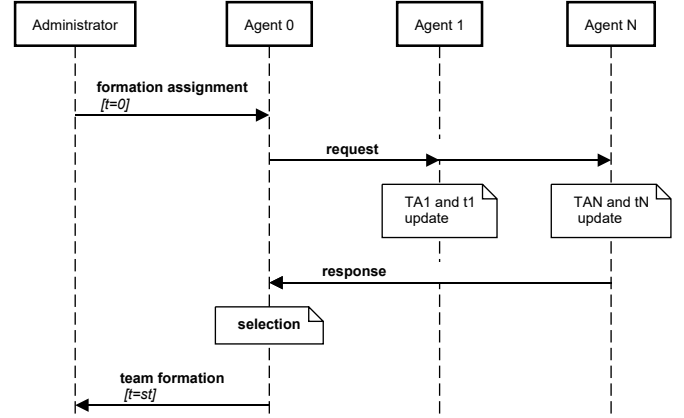 Administrator
Agent 0
Agent 1
Agent N
formation assignment
[t=0]
request
TA1 and t1
update
TAN and tN
update
response
selection
team formation
[t=st]